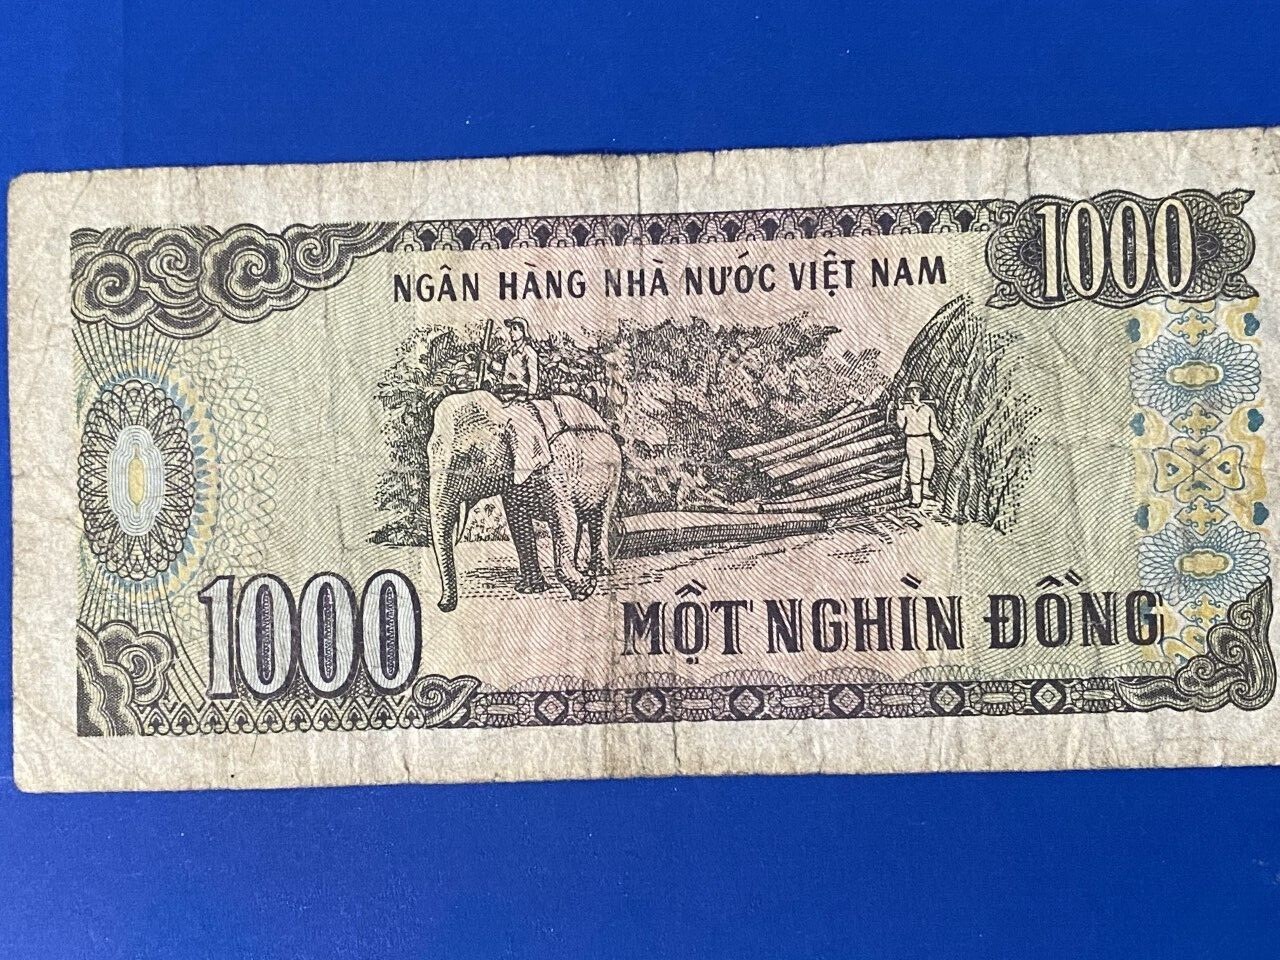 1000
NGÂN HÀNG NHÀ NƯỚC VIỆT NAM
1000
MỘT NGHÌN ĐỒNG